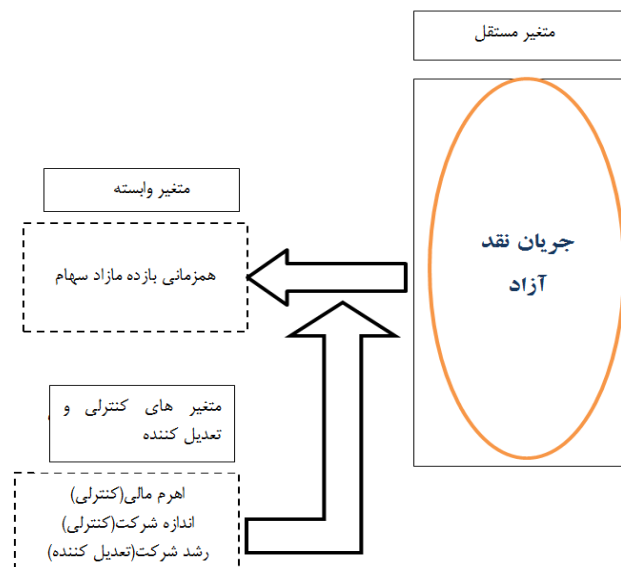 متغیر مستقل
جریان نقد
آزاد
متغیر وابسته
همزمانی بازده مازاد سهام
متغیر های کنترلی و
تعدیل کننده
اهرم مالی(کنترلی)
اندازه شرکت(کنترلی)
رشد شرکت(تعدیل کننده)